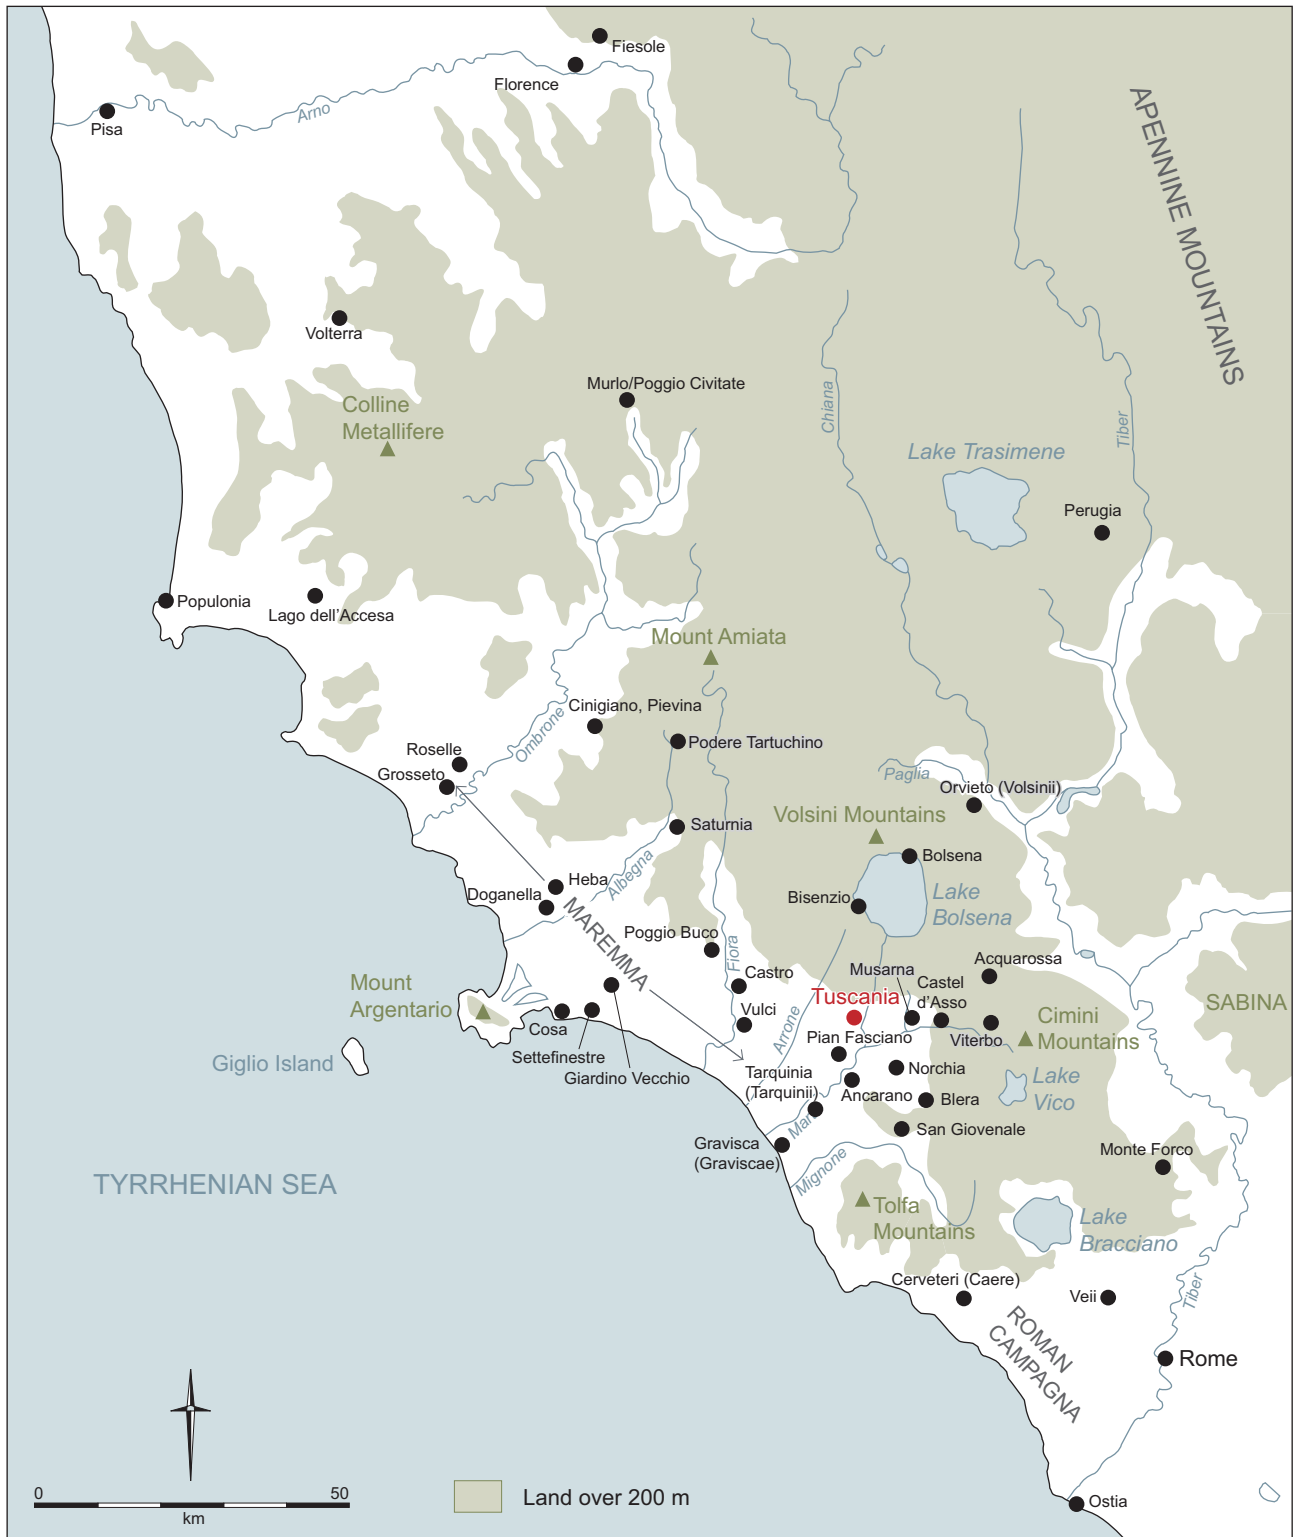 Fiesole
Florence
Arno
Pisa
APENNINE MOUNTAINS
Volterra
Murlo/Poggio Civitate
Colline
Metallifere
Chiana
Tiber
Lake Trasimene
Perugia
Populonia
Lago dell'Accesa
Mount Amiata
Cinigiano, Pievina
Ombrone
Podere Tartuchino
Roselle
Grosseto
Paglia
Orvieto (Volsinii)
Volsini Mountains
Saturnia
Bolsena
Albegna
Heba
Doganella
Bisenzio
Lake
Bolsena
MAREMMA
Poggio Buco
Fiora
Castro
Musarna
Acquarossa
Castel
d'Asso
Mount
Argentario
Tuscania
SABINA
Vulci
Arrone
Cosa
Settefinestre
Giardino Vecchio
Pian Fasciano
Viterbo
Cimini
Mountains
Giglio Island
Tarquinia
(Tarquinii)
Norchia
Lake
Vico
Ancarano
Blera
Mar
San Giovenale
Gravisca
(Graviscae)
Mignone
Monte Forco
TYRRHENIAN SEA
Tolfa
Mountains
Lake
Bracciano
Cerveteri (Caere)
Veii
Tiber
ROMAN
CAMPAGNA
Rome
0
50
km
Land over 200 m
Ostia